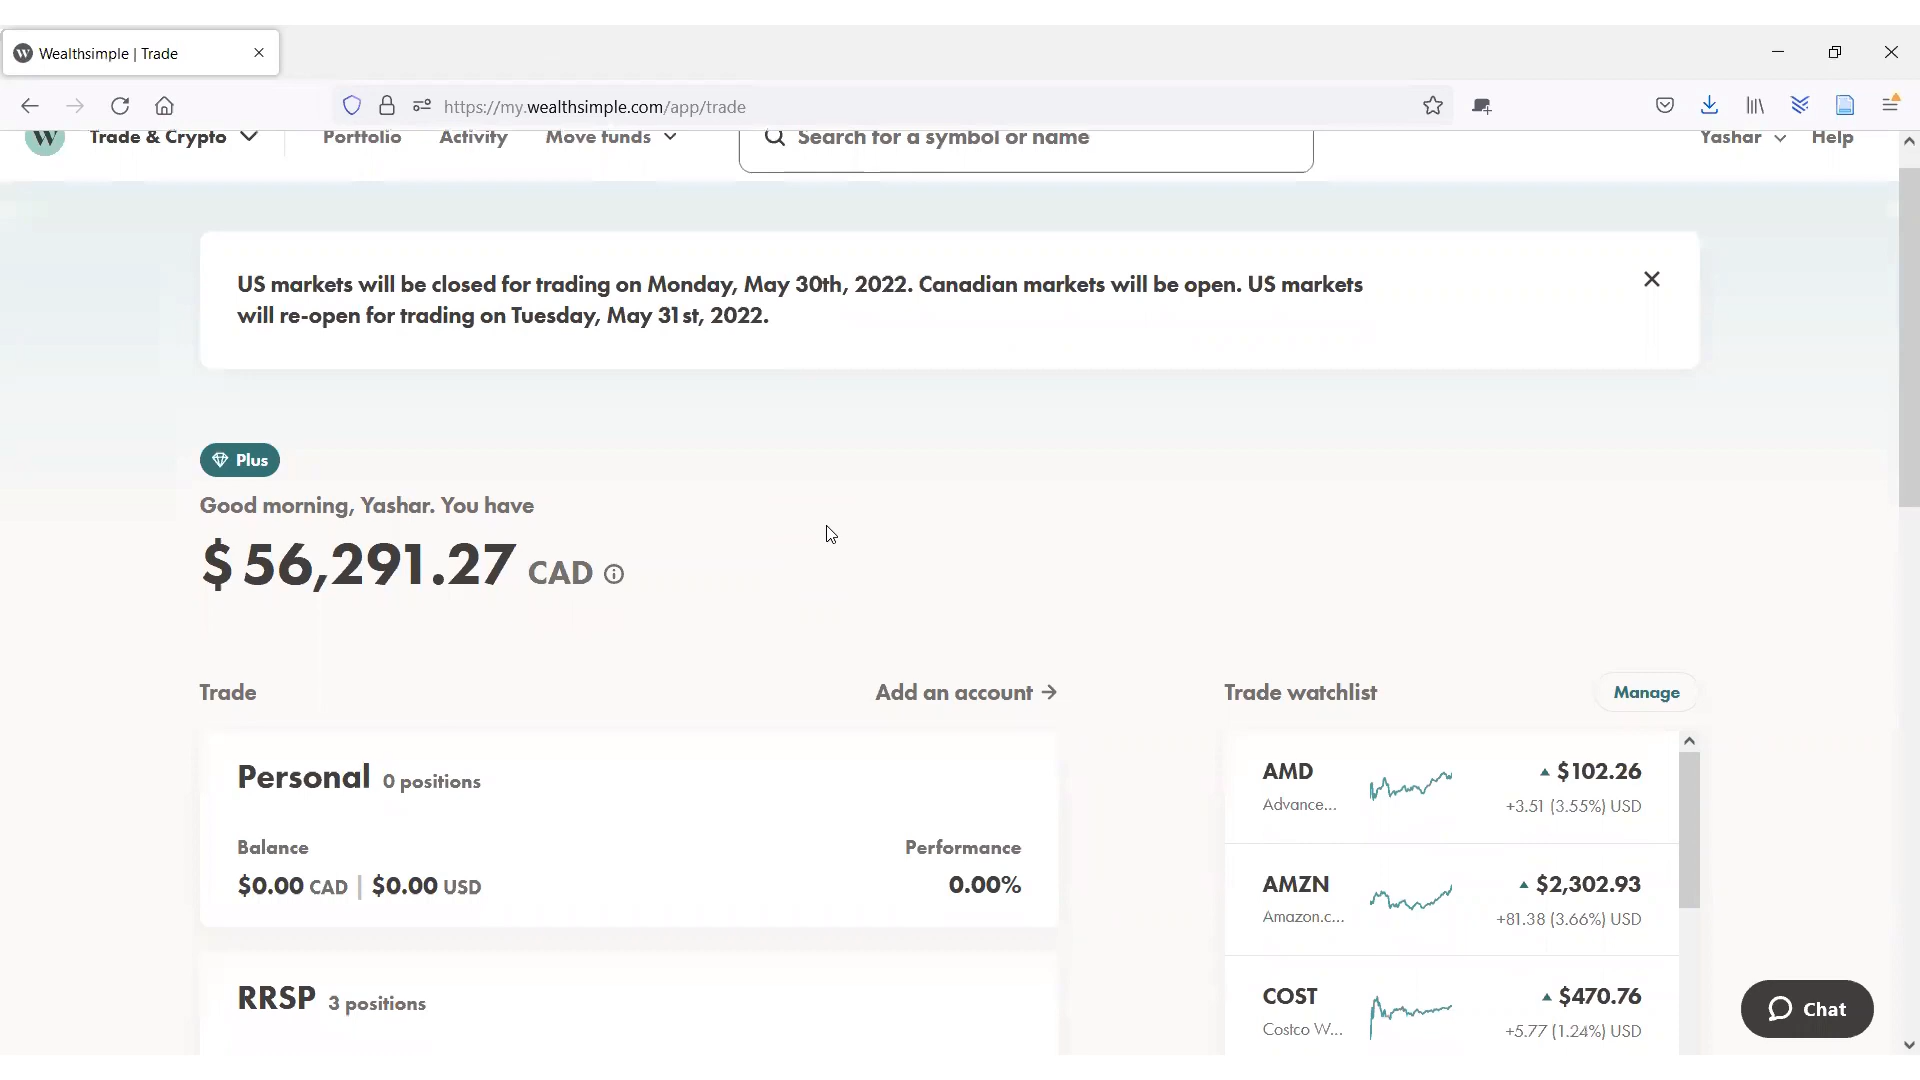 Wealthsimple | Trade
https://my.wealthsimple.com/app/trade
W Trade & Crypto Portfolio Activity Move funds Search for a symbol or name Yashar Help
US markets will be closed for trading on Monday, May 30th, 2022. Canadian markets will be open. US markets
will re-open for trading on Tuesday, May 31st, 2022.
Plus
Good morning, Yashar. You have
$ 56,291.27 CAD
Trade Add an account →
Personal 0 positions
Balance Performance
$0.00 CAD | $0.00 USD 0.00%
RRSP 3 positions
Trade watchlist Manage
AMD ▲ $102.26
Advance... +3.51 (3.55%) USD
AMZN ▲ $2,302.93
Amazon.c... +81.38 (3.66%) USD
COST ▲ $470.76
Costco W... +5.77 (1.24%) USD
Chat